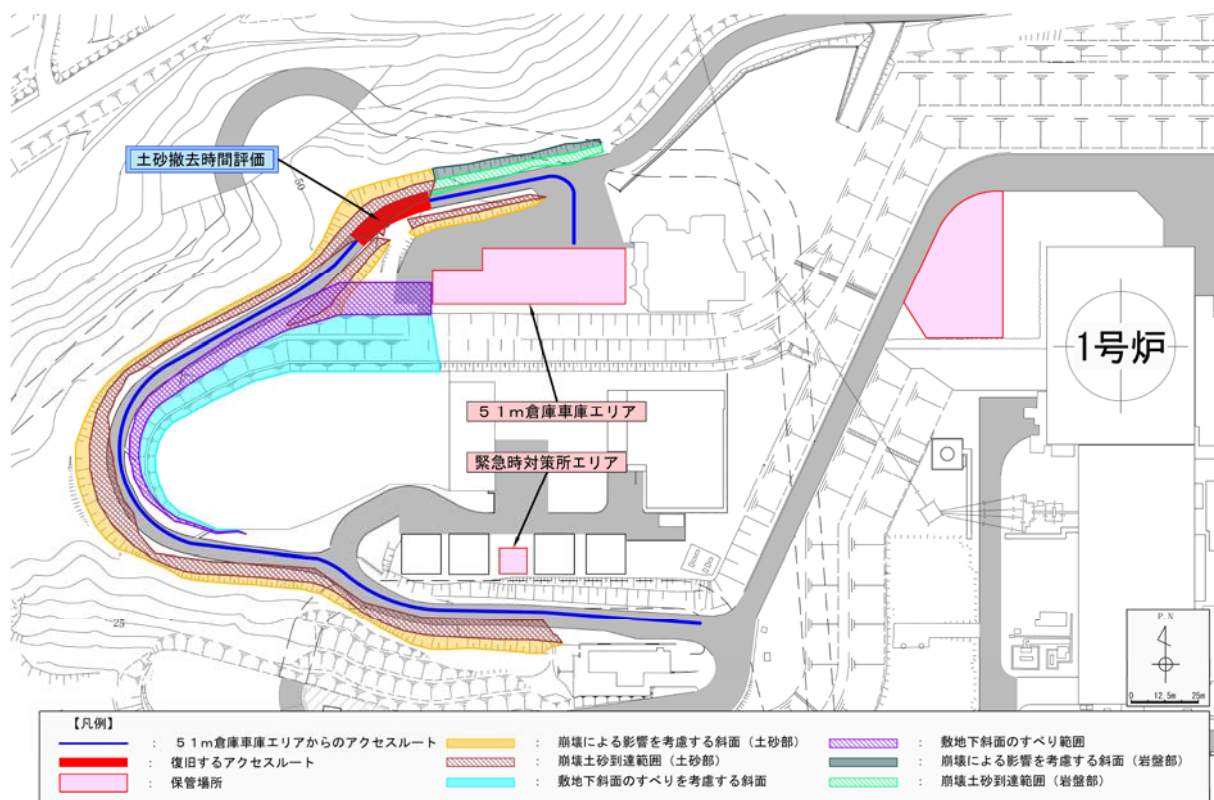 土砂撤去時間評価
50
1号炉
51m倉庫車庫エリア
緊急時対策所エリア
25
P.N
0 12.5m 25m
【凡例】
: 51m倉庫車庫エリアからのアクセスルート
: 復旧するアクセスルート
: 保管場所
: 崩壊による影響を考慮する斜面（土砂部）
: 崩壊土砂到達範囲（土砂部）
: 敷地下斜面のすべりを考慮する斜面
: 敷地下斜面のすべり範囲
: 崩壊による影響を考慮する斜面（岩盤部）
: 崩壊土砂到達範囲（岩盤部）